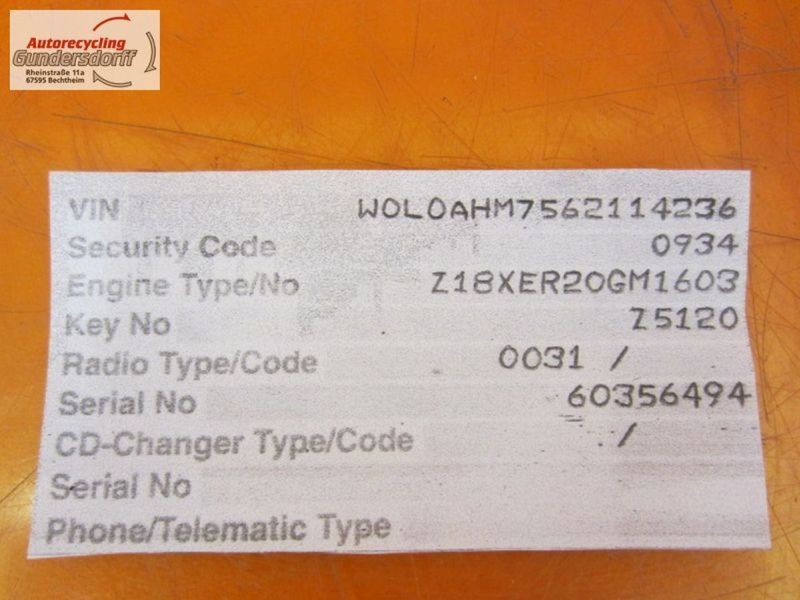 Autorecycling
Gundersdorff
Rheinstraße 11a
67595 Bechtheim
VIN W0L0AHM7562114236
Security Code 0934
Engine Type/No Z18XER20GM1603
Key No Z5120
Radio Type/Code 0031 /
Serial No 60356494
CD-Changer Type/Code /
Serial No
Phone/Telematic Type